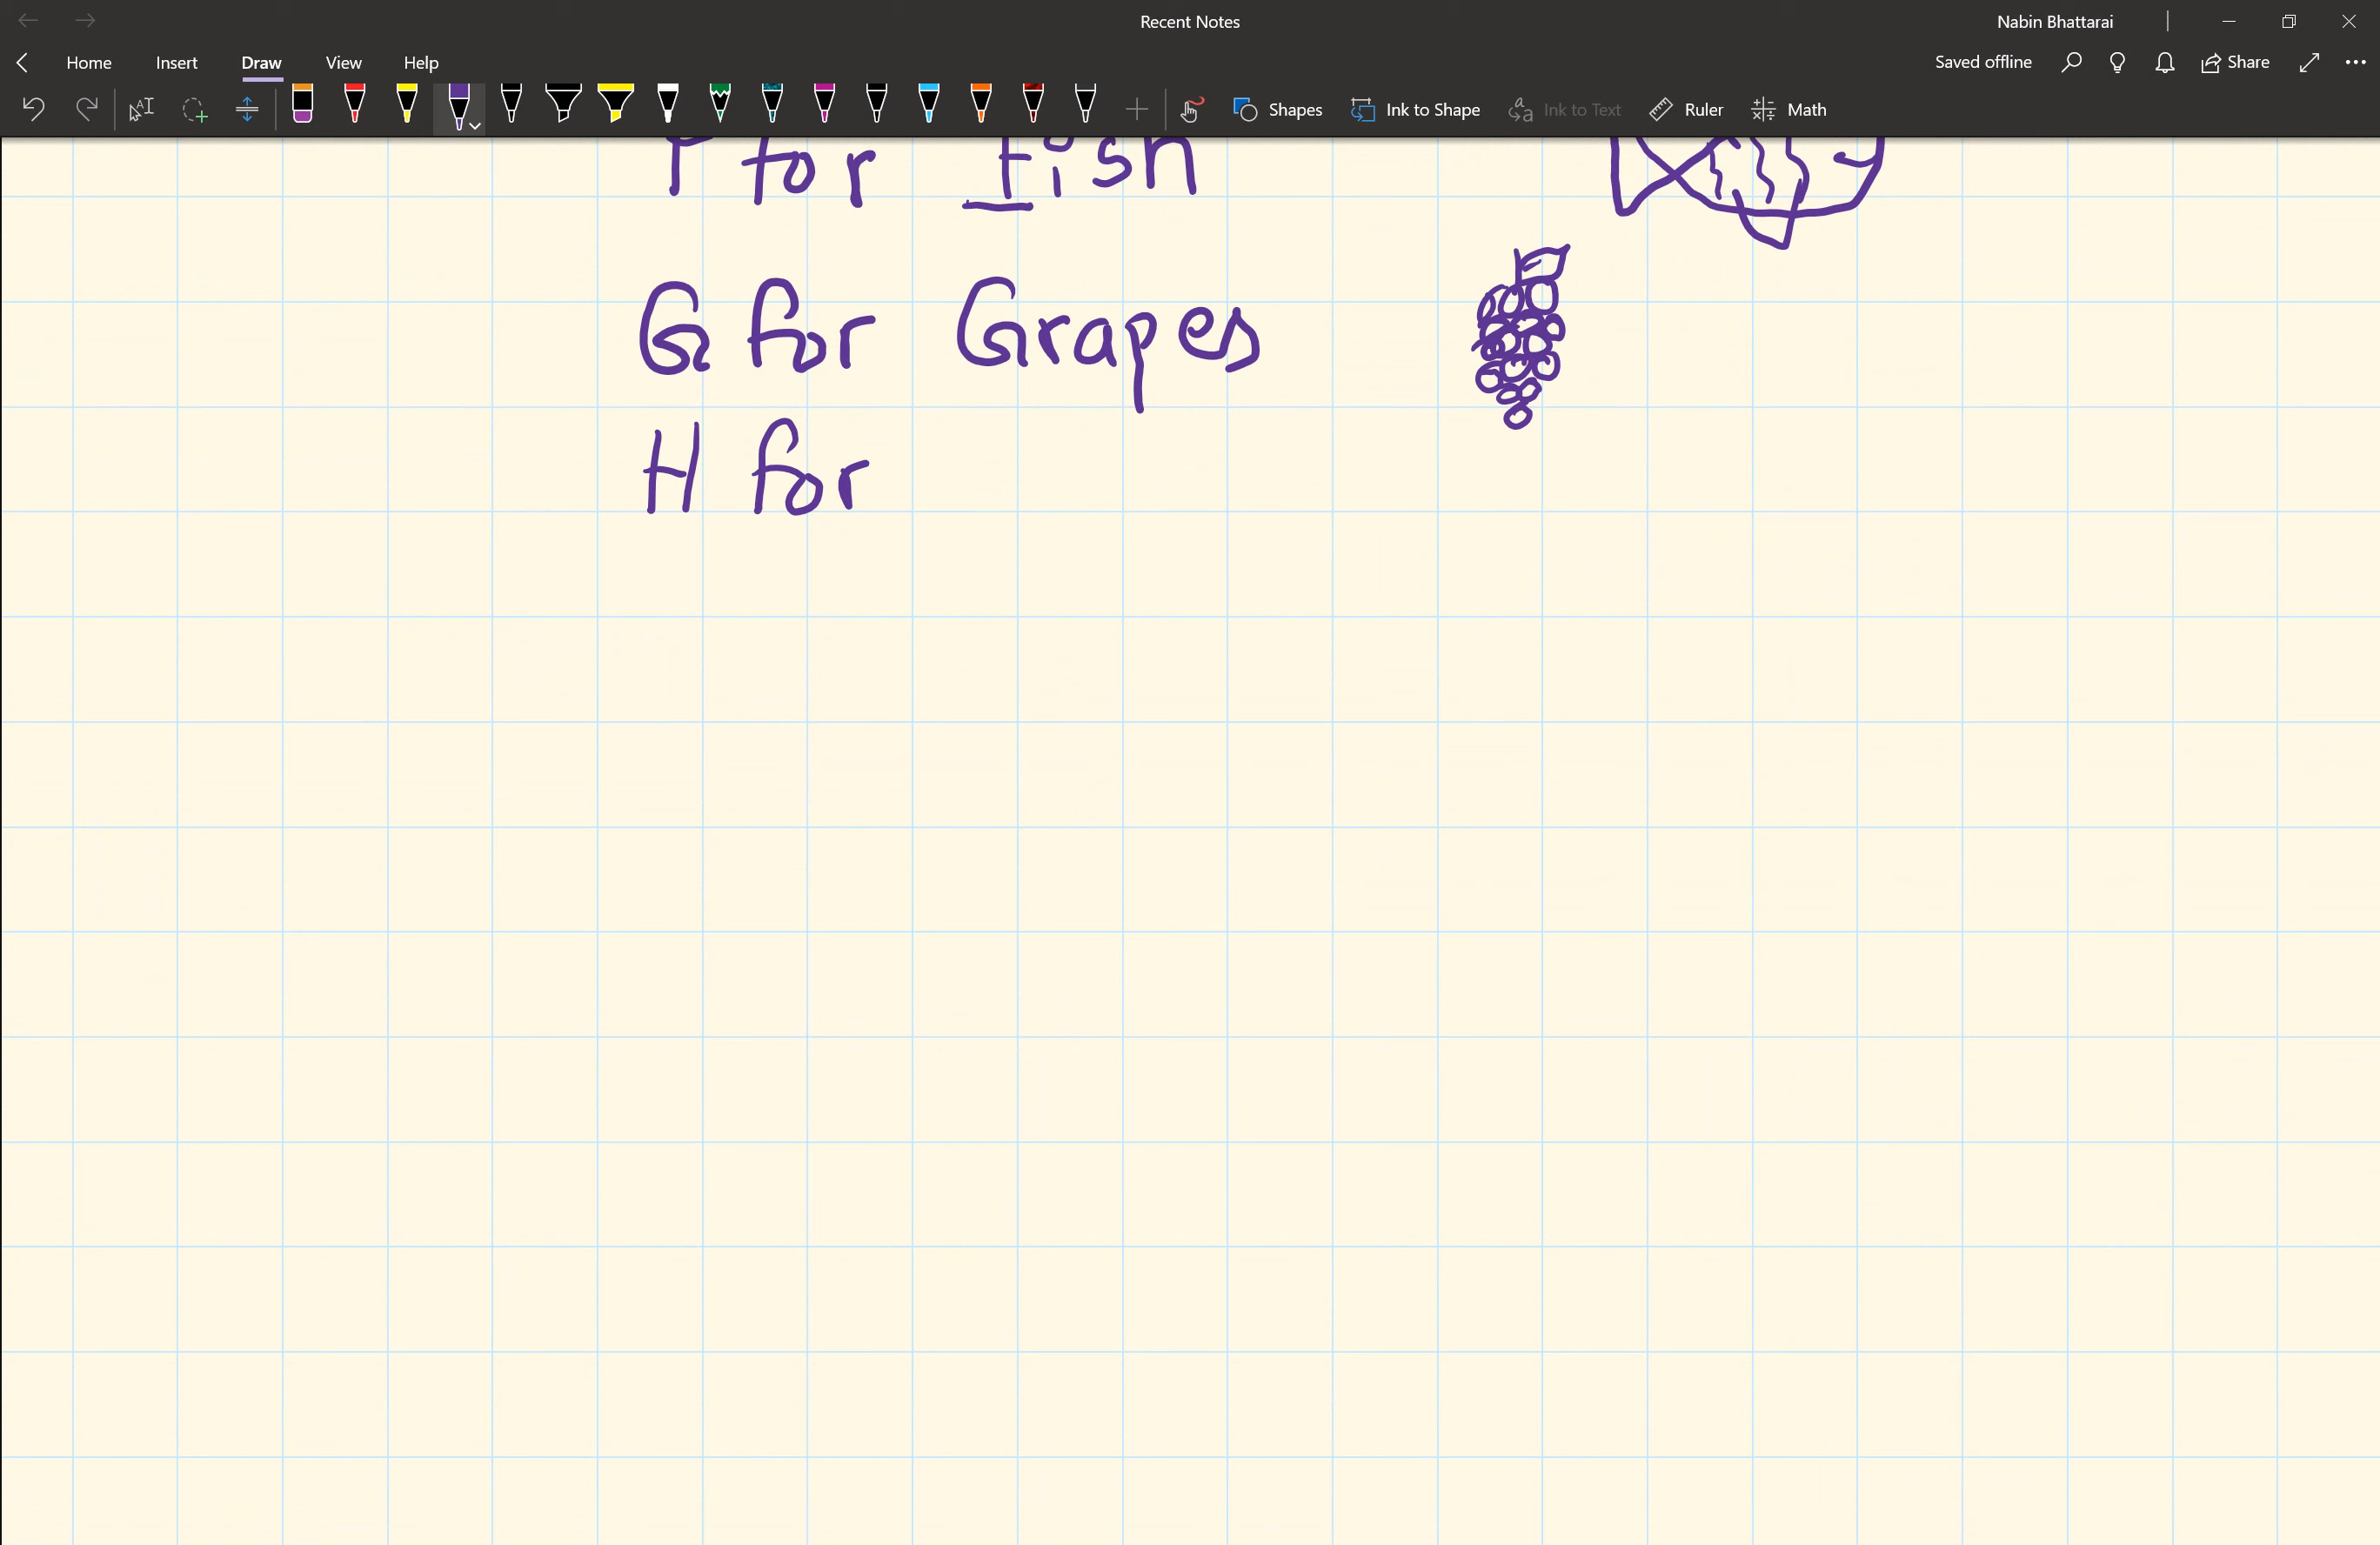 Recent Notes
Nabin Bhattarai
Home Insert Draw View Help
Saved offline
Share
Shapes
Ink to Shape
Ink to Text
Ruler
Math
F for Fish
G for Grapes
H for